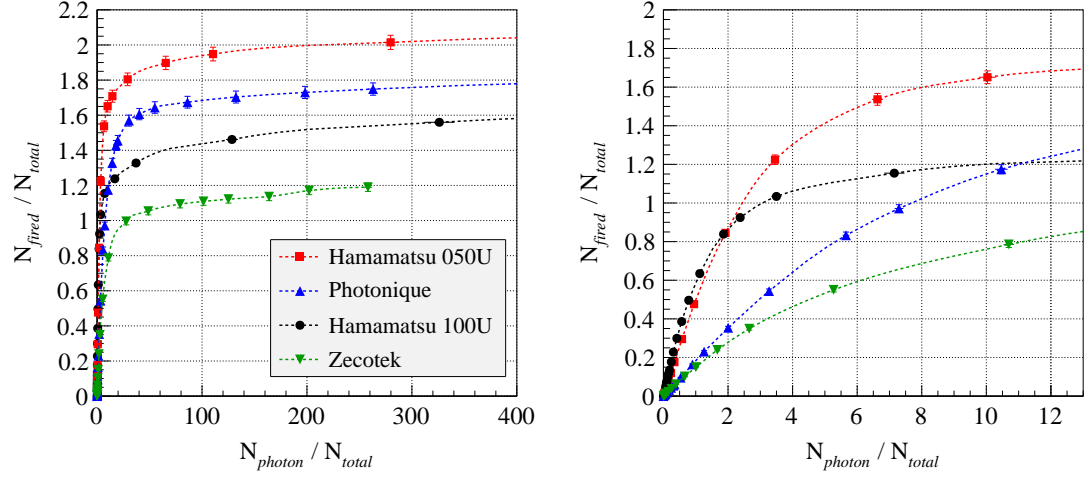 2.2
2
1.8
1.6
1.4
1.2
1
0.8
0.6
0.4
0.2
0
0 100 200 300 400
N_fired / N_total
N_photon / N_total
Hamamatsu 050U
Photonique
Hamamatsu 100U
Zecotek
2
1.8
1.6
1.4
1.2
1
0.8
0.6
0.4
0.2
0
0 2 4 6 8 10 12
N_fired / N_total
N_photon / N_total